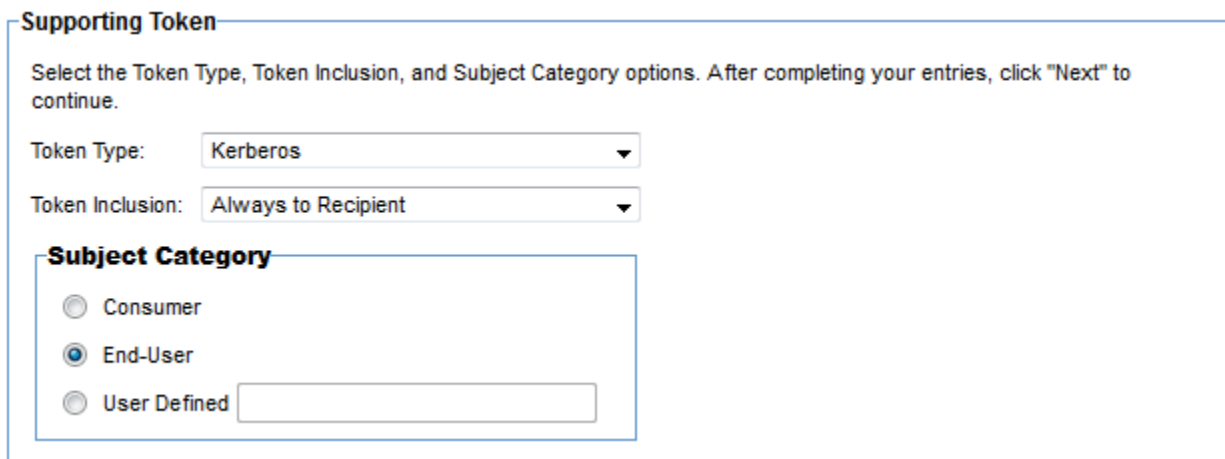 Supporting Token
Select the Token Type, Token Inclusion, and Subject Category options. After completing your entries, click "Next" to
continue.
Token Type: Kerberos
Token Inclusion: Always to Recipient
Subject Category
Consumer
End-User
User Defined